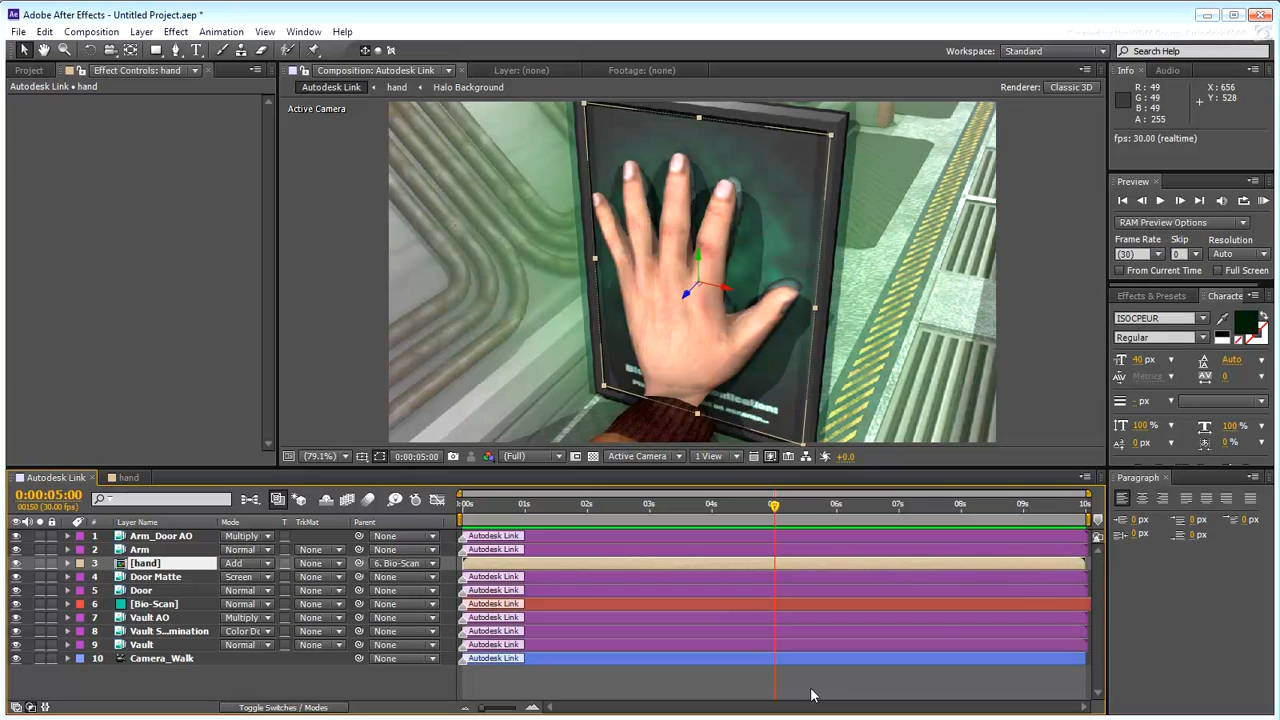 Adobe After Effects - Untitled Project.aep *
File Edit Composition Layer Effect Animation View Window Help
Workspace: Standard Search Help
Project Effect Controls: hand
Autodesk Link • hand
Composition: Autodesk Link Layer: (none) Footage: (none)
Autodesk Link hand Halo Background Renderer: Classic 3D
Active Camera
Info Audio
R: 49 X: 656
G: 49 Y: 528
B: 49
A: 255
fps: 30.00 (realtime)
Preview
RAM Preview Options
Frame Rate Skip Resolution
(30) 0 Auto
From Current Time Full Screen
Effects & Presets Characte
ISOCPEUR
Regular
40 px Auto
Metrics 0
- px
100 % 100 %
0 px 0 %
(79.1%) 0:00:05:00 (Full) Active Camera 1 View +0.0
Autodesk Link hand
0:00:05:00
00150 (30.00 fps)
:00s 01s 02s 03s 04s 06s 07s 08s 09s 10s
# Layer Name Mode T TrkMat Parent
1 Arm_Door AO Multiply None Autodesk Link
2 Arm Normal None None Autodesk Link
3 [hand] Add None 6. Bio-Scan
4 Door Matte Screen None None Autodesk Link
5 Door Normal None None Autodesk Link
6 [Bio-Scan] Normal None None Autodesk Link
7 Vault AO Multiply None None Autodesk Link
8 Vault S...mination Color Do None None Autodesk Link
9 Vault Normal None None Autodesk Link
10 Camera_Walk None Autodesk Link
Toggle Switches / Modes
Paragraph
0 px 0 px 0 px
0 px 0 px